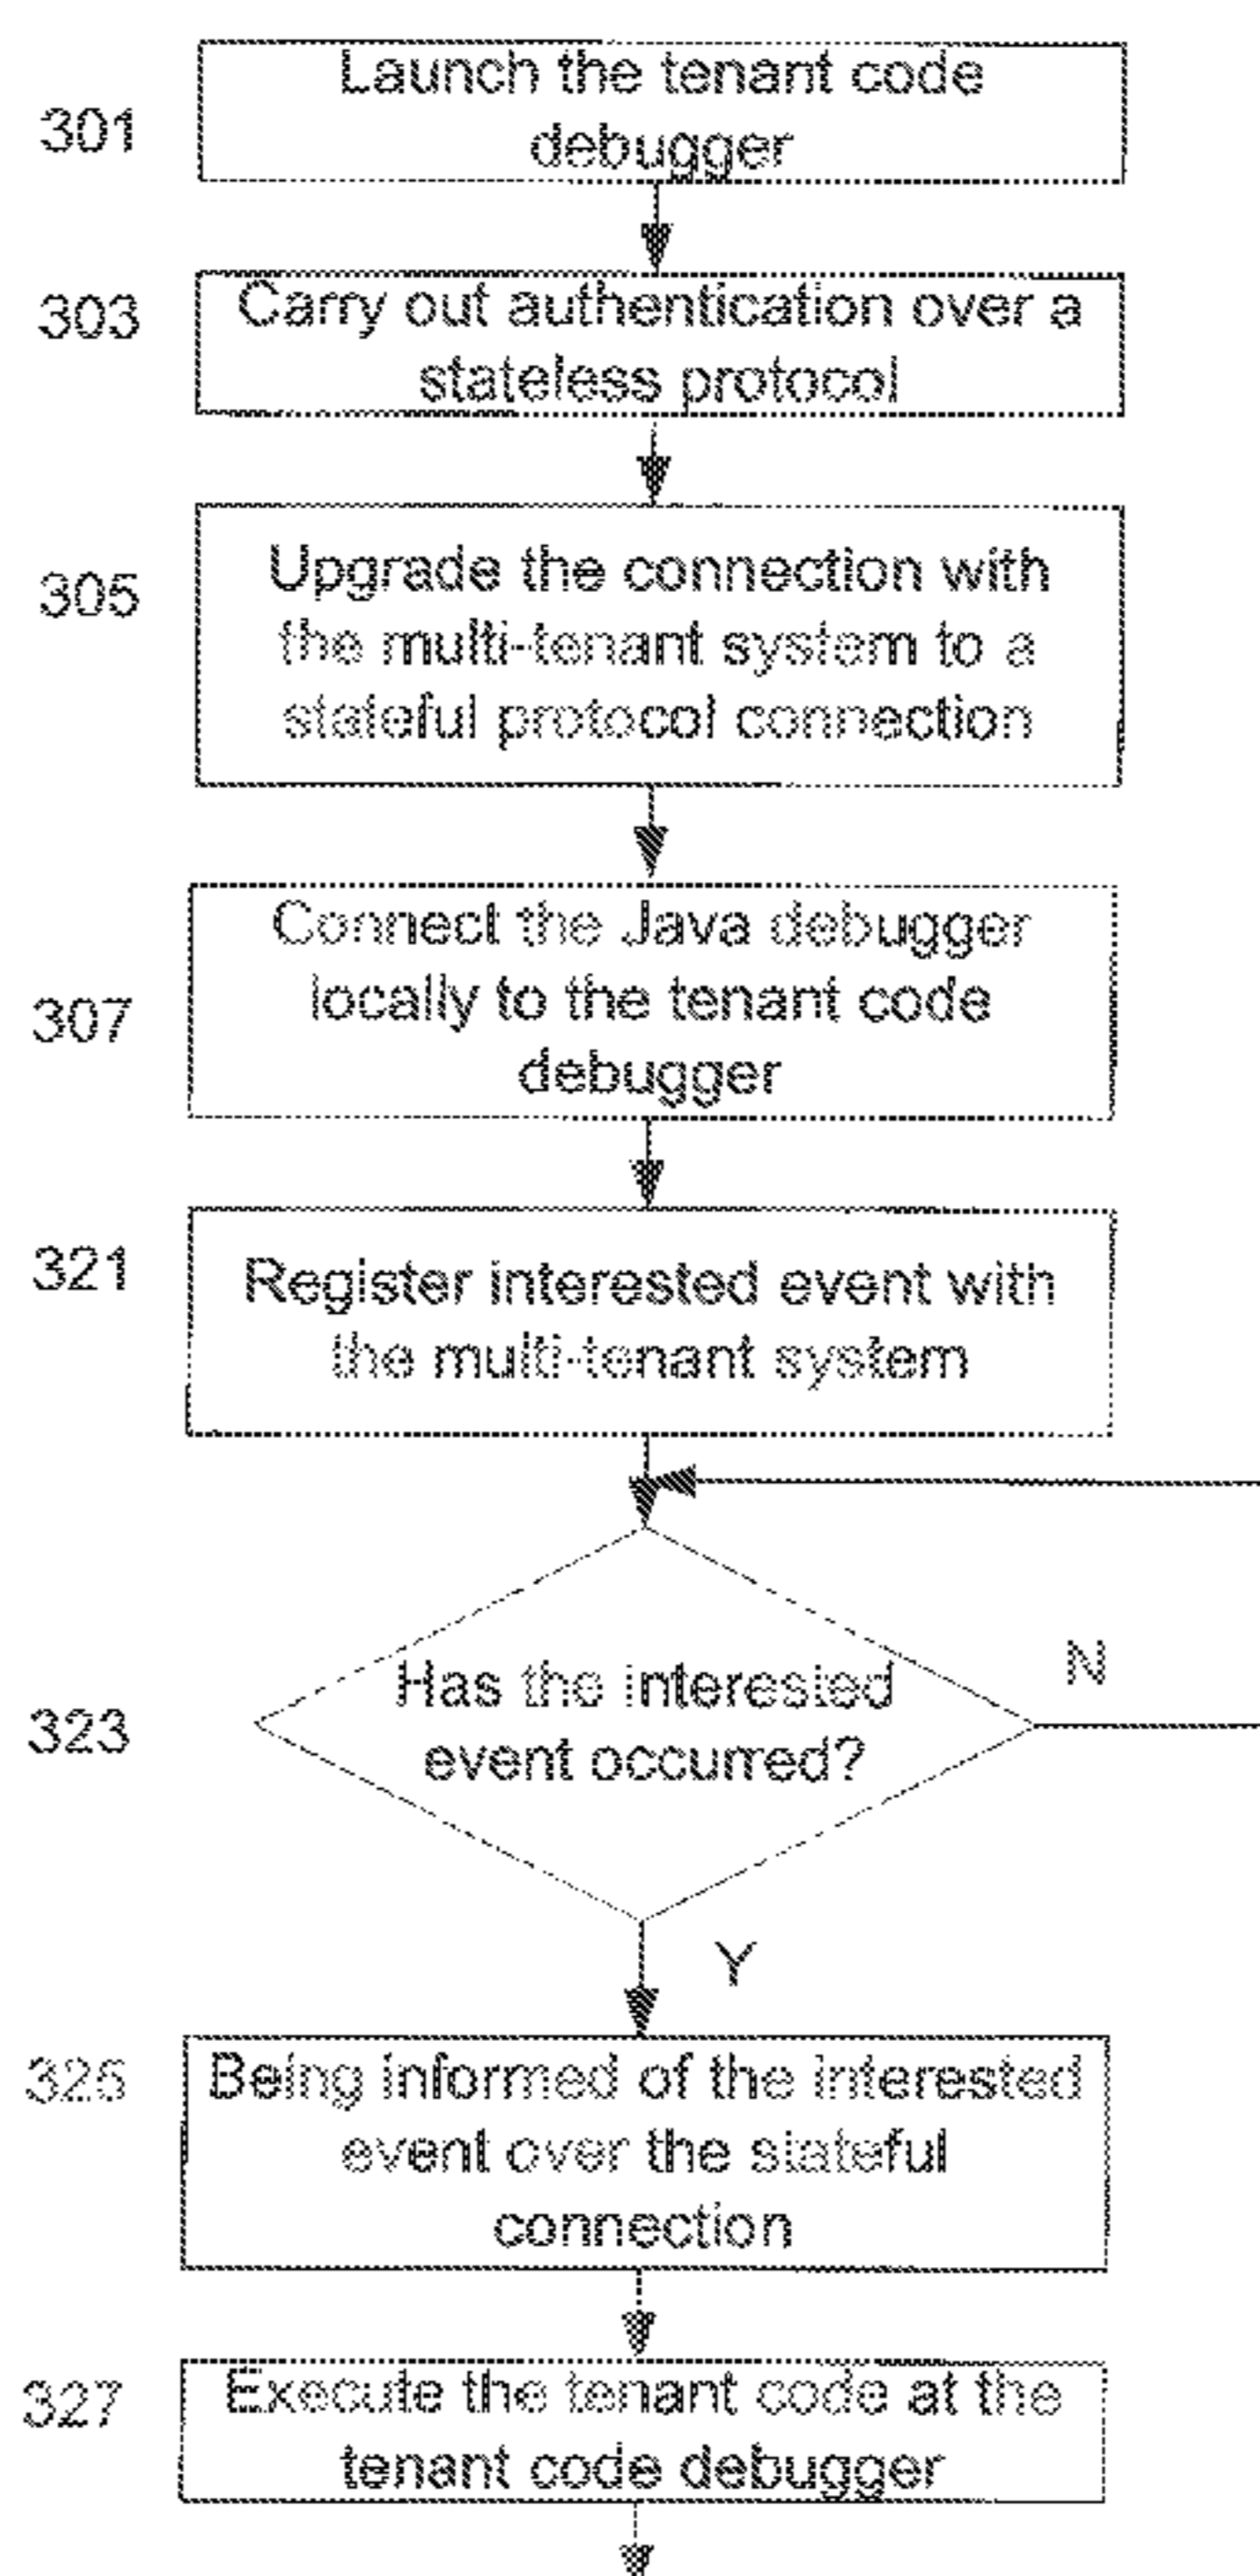 301
Launch the tenant code
debugger
303
Carry out authentication over a
stateless protocol
305
Upgrade the connection with
the multi-tenant system to a
stateful protocol connection
307
Connect the Java debugger
locally to the tenant code
debugger
321
Register interested event with
the multi-tenant system
323
Has the interested
event occurred?
N
Y
325
Being informed of the interested
event over the stateful
connection
327
Execute the tenant code at the
tenant code debugger